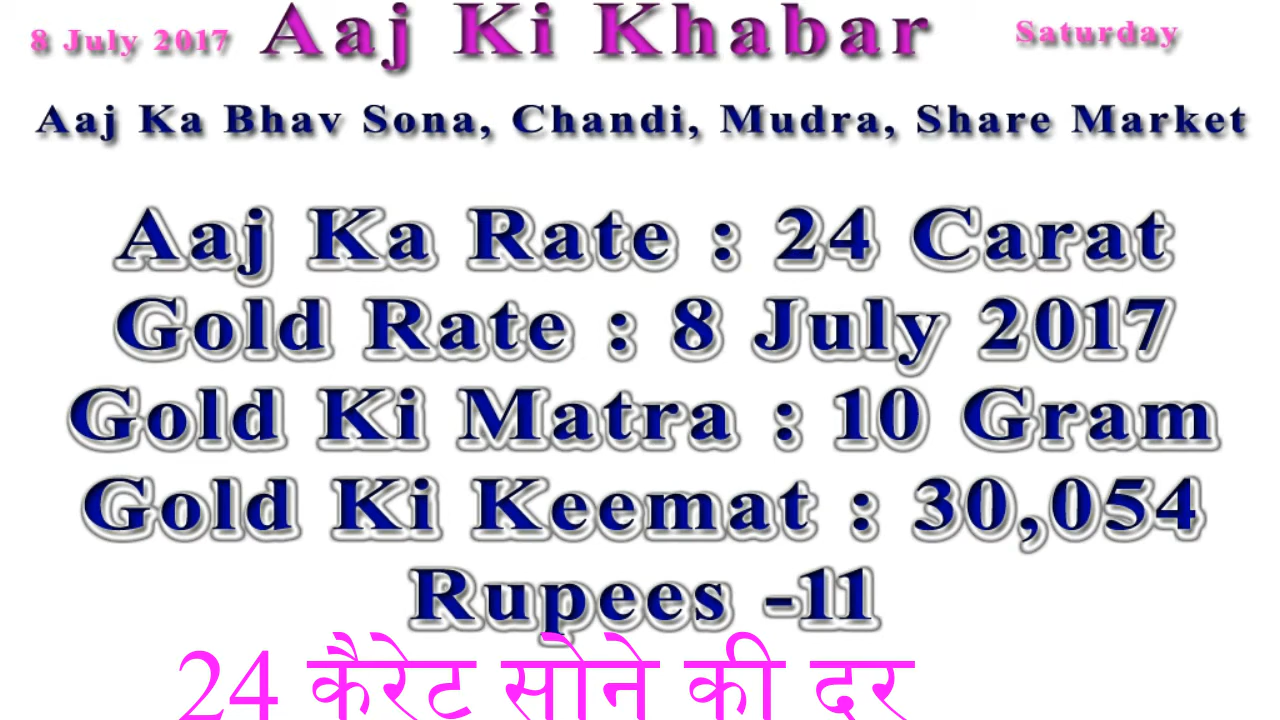 8 July 2017 Aaj Ki Khabar Saturday
Aaj Ka Bhav Sona, Chandi, Mudra, Share Market
Aaj Ka Rate : 24 Carat
Gold Rate : 8 July 2017
Gold Ki Matra : 10 Gram
Gold Ki Keemat : 30,054
Rupees -11
24 कैरेट सोने की दर